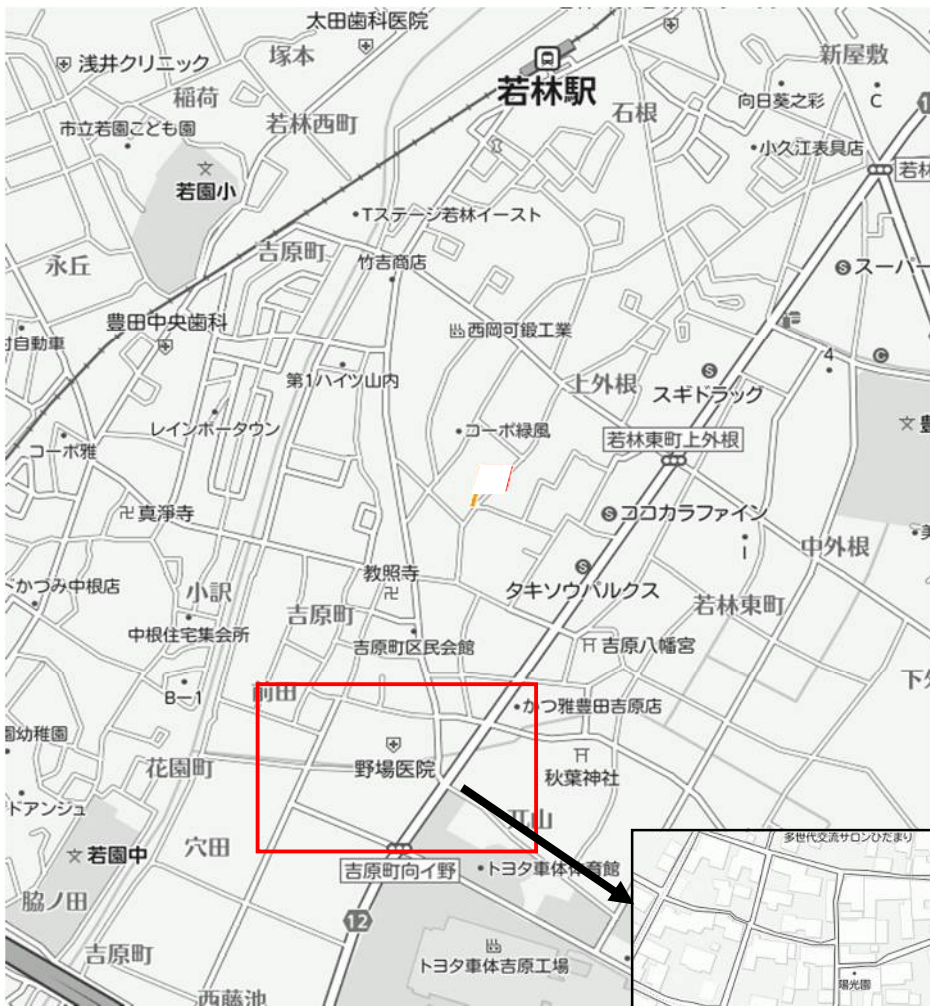 太田歯科医院
塚本
浅井クリニック
稲荷
若林駅
新屋敷
向日葵之彩
C
市立若園こども園
若林西町
石根
小久江表具店
若園小
Tステージ若林イースト
吉原町
竹吉商店
永丘
スーパー
豊田中央歯科
西岡可鍛工業
4
第1ハイツ山内
上外根
スギドラッグ
レインボータウン
コーポ緑風
若林東町上外根
コーポ雅
真淨寺
ココカラファイン
I
中外根
教照寺
タキソウパルクス
かつみ中根店
小訳
吉原町
若林東町
中根住宅集会所
吉原町区民会館
吉原八幡宮
B-1
前田
かつ雅豊田吉原店
花園町
野場医院
秋葉神社
ドアンジュ
若園中
穴田
吉原町向イ野
トヨタ車体体育館
脇ノ田
12
多世代交流サロンひだまり
吉原町
トヨタ車体吉原工場
陽光園
西藤池